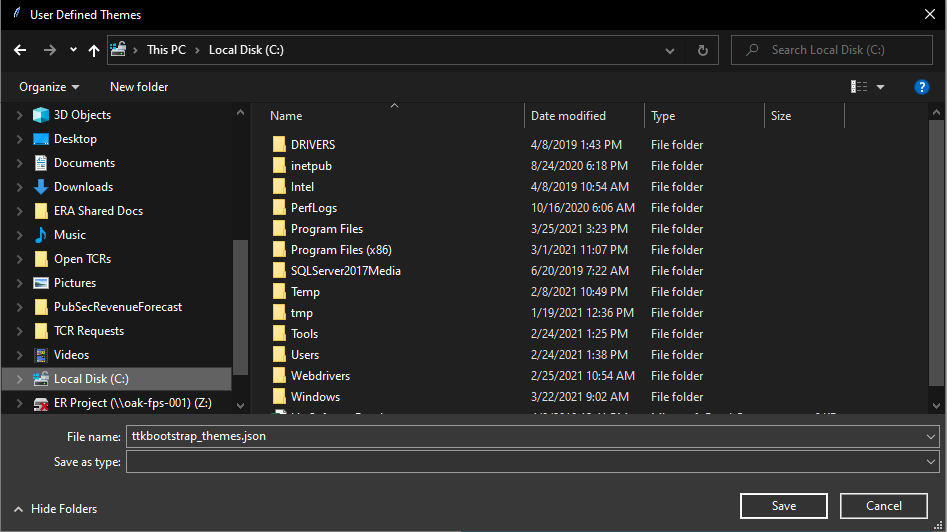 User Defined Themes
This PC > Local Disk (C:)
Search Local Disk (C:)
Organize
New folder
?
3D Objects
Desktop
Documents
Downloads
ERA Shared Docs
Music
Open TCRs
Pictures
PubSecRevenueForecast
TCR Requests
Videos
Local Disk (C:)
ER Project (\\oak-fps-001) (Z:)
Name Date modified Type Size
DRIVERS 4/8/2019 1:43 PM File folder
inetpub 8/24/2020 6:18 PM File folder
Intel 4/8/2019 10:54 AM File folder
PerfLogs 10/16/2020 6:06 AM File folder
Program Files 3/25/2021 3:23 PM File folder
Program Files (x86) 3/1/2021 11:07 PM File folder
SQLServer2017Media 6/20/2019 7:22 AM File folder
Temp 2/8/2021 10:49 PM File folder
tmp 1/19/2021 12:36 PM File folder
Tools 2/24/2021 1:25 PM File folder
Users 2/24/2021 1:38 PM File folder
Webdrivers 2/25/2021 10:54 AM File folder
Windows 3/22/2021 9:02 AM File folder
File name: ttkbootstrap_themes.json
Save as type:
Hide Folders
Save
Cancel